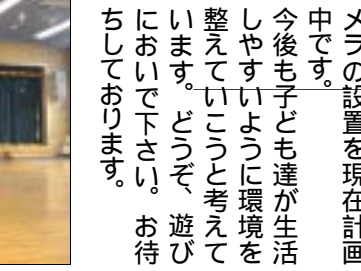 メラの設置を現在計画
中です。
今後も子ども達が生活
しやすいように環境を
整えていこうと考えて
います。どうぞ、遊び
においで下さい。お待
ちしております。